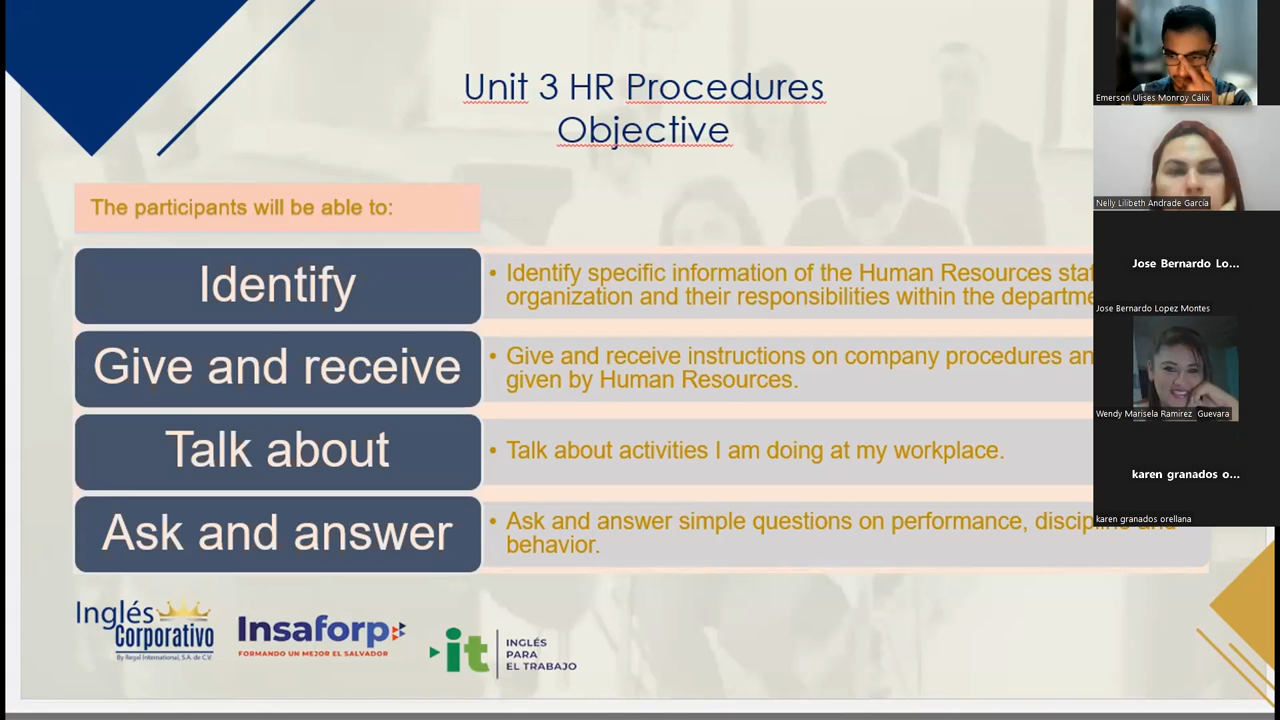 Unit 3 HR Procedures
Objective
The participants will be able to:
Identify
• Identify specific information of the Human Resources
organization and their responsibilities within the
Give and receive
• Give and receive instructions on company procedures
given by Human Resources.
Talk about
• Talk about activities I am doing at my workplace.
Ask and answer
• Ask and answer simple questions on performance, discipline and
behavior.
Inglés
Corporativo
By Regal International, S.A. de C.V.
Insaforp
FORMANDO UN MEJOR EL SALVADOR
it
INGLÉS
PARA
EL TRABAJO
Emerson Ulises Monroy Cálix
Nelly Lilibeth Andrade García
Jose Bernardo Lo...
Jose Bernardo Lopez Montes
Wendy Marisela Ramirez Guevara
karen granados o...
karen granados orellana